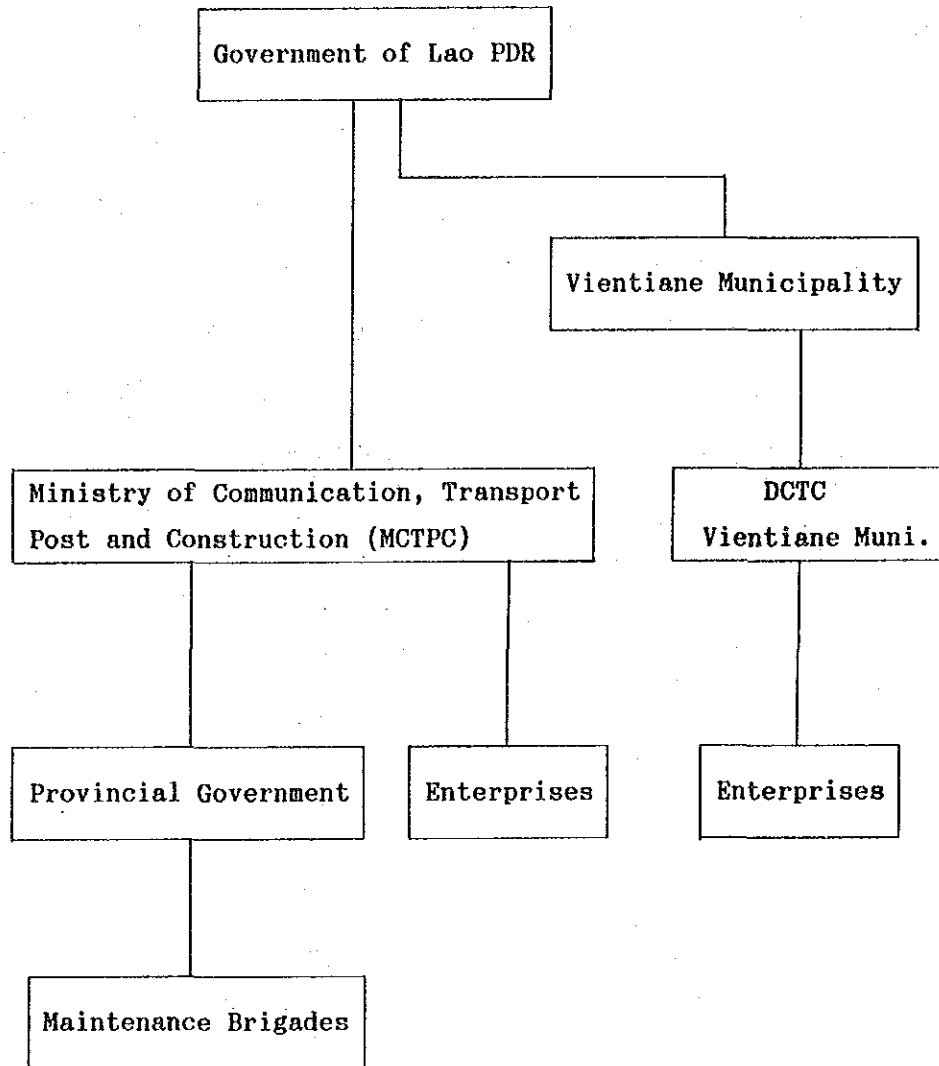 Government of Lao PDR
Vientiane Municipality
Ministry of Communication, Transport
Post and Construction (MCTPC)
DCTC
Vientiane Muni.
Provincial Government
Enterprises
Enterprises
Maintenance Brigades